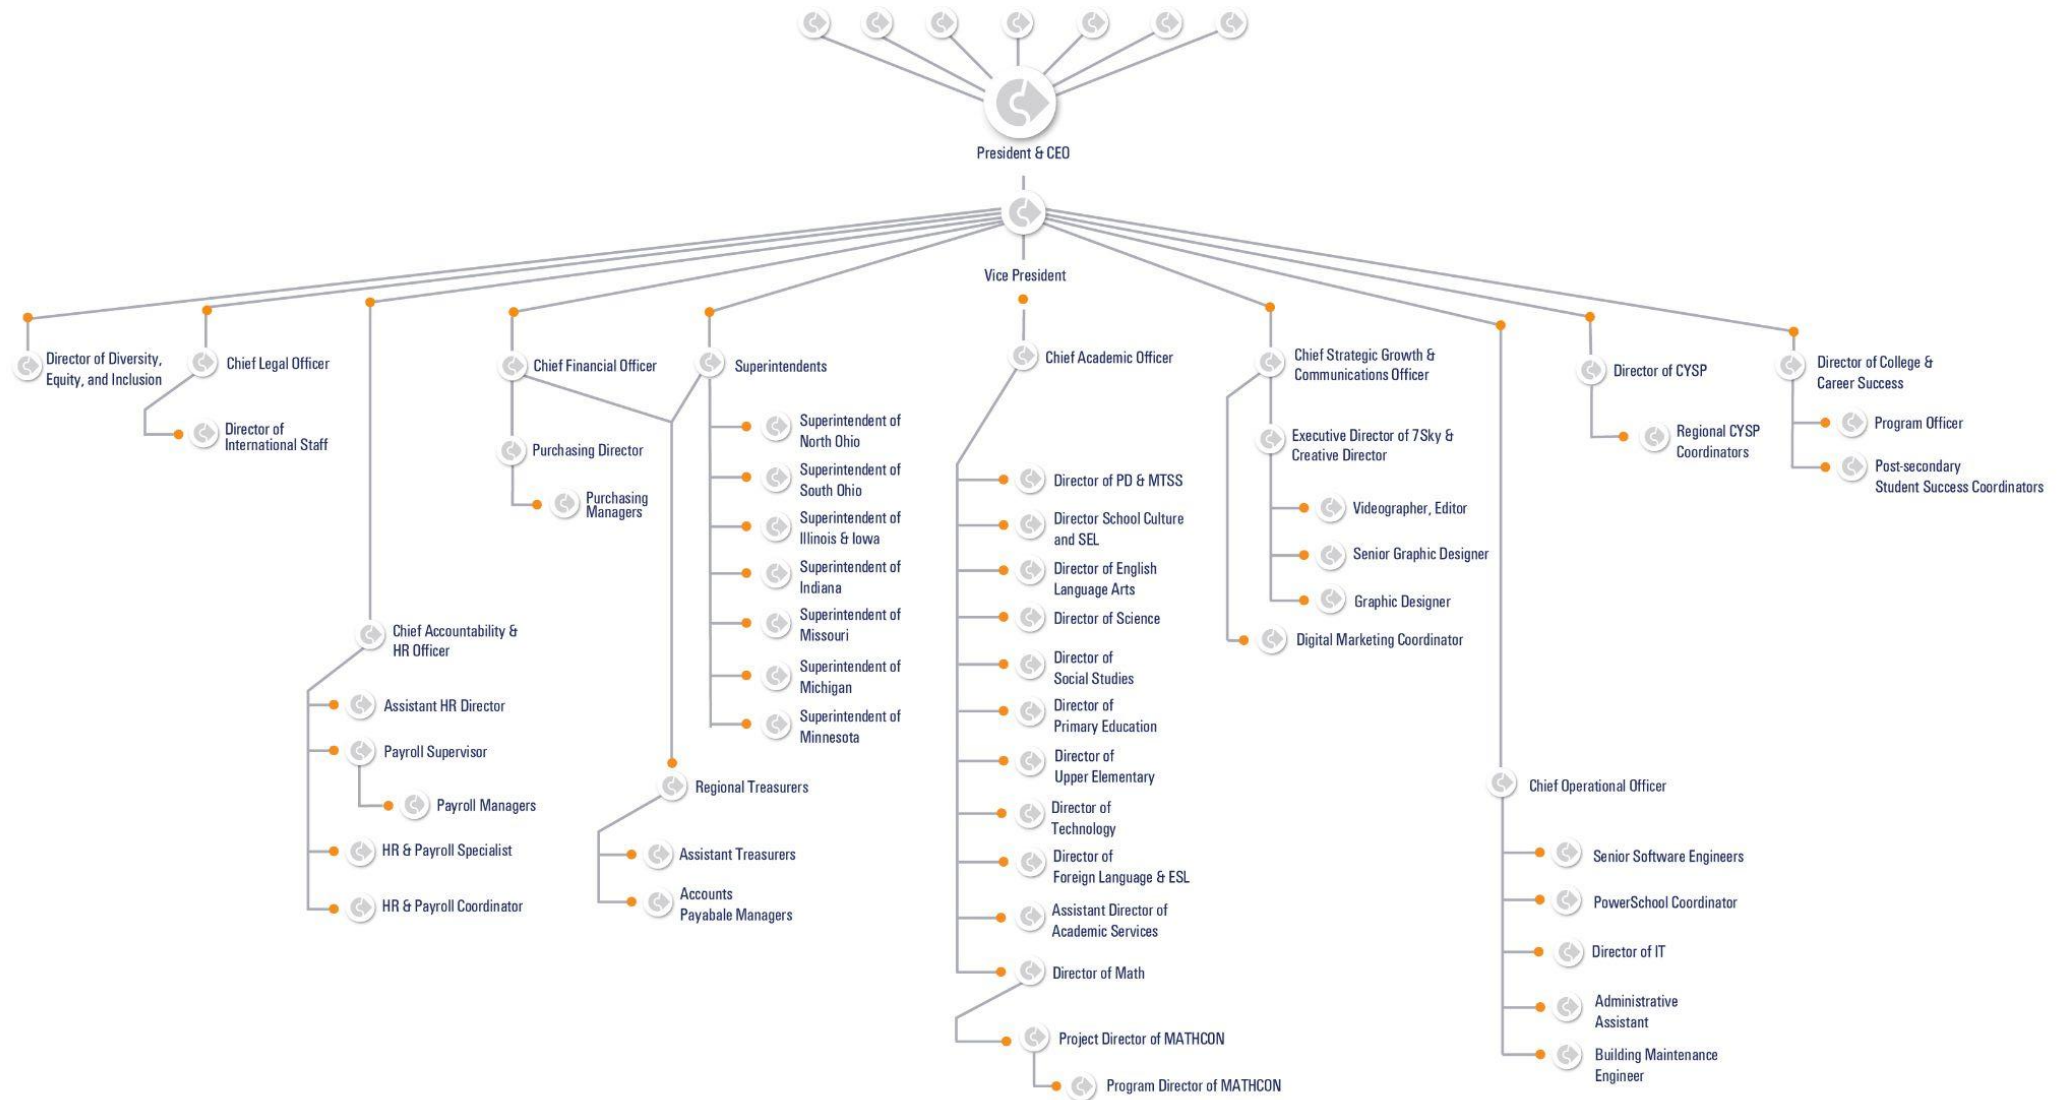 President & CEO
Vice President
Director of Diversity,
Equity, and Inclusion
Chief Legal Officer
Director of
International Staff
Chief Accountability &
HR Officer
Assistant HR Director
Payroll Supervisor
Payroll Managers
HR & Payroll Specialist
HR & Payroll Coordinator
Chief Financial Officer
Purchasing Director
Purchasing
Managers
Superintendents
Superintendent of
North Ohio
Superintendent of
South Ohio
Superintendent of
Illinois & Iowa
Superintendent of
Indiana
Superintendent of
Missouri
Superintendent of
Michigan
Superintendent of
Minnesota
Regional Treasurers
Assistant Treasurers
Accounts
Payabale Managers
Chief Academic Officer
Director of PD & MTSS
Director School Culture
and SEL
Director of English
Language Arts
Director of Science
Director of
Social Studies
Director of
Primary Education
Director of
Upper Elementary
Director of
Technology
Director of
Foreign Language & ESL
Assistant Director of
Academic Services
Director of Math
Project Director of MATHCON
Program Director of MATHCON
Chief Strategic Growth &
Communications Officer
Executive Director of 7Sky &
Creative Director
Videographer, Editor
Senior Graphic Designer
Graphic Designer
Digital Marketing Coordinator
Chief Operational Officer
Senior Software Engineers
PowerSchool Coordinator
Director of IT
Administrative
Assistant
Building Maintenance
Engineer
Director of CYSP
Regional CYSP
Coordinators
Director of College &
Career Success
Program Officer
Post-secondary
Student Success Coordinators